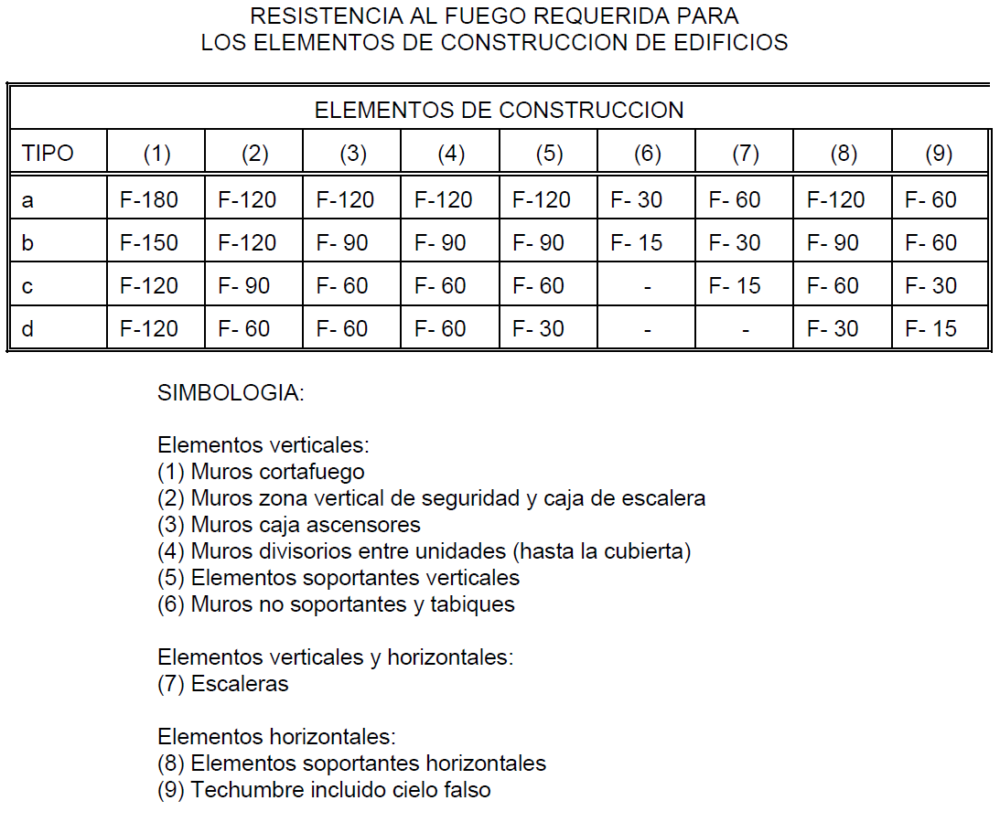 RESISTENCIA AL FUEGO REQUERIDA PARA
LOS ELEMENTOS DE CONSTRUCCION DE EDIFICIOS
ELEMENTOS DE CONSTRUCCION
TIPO (1) (2) (3) (4) (5) (6) (7) (8) (9)
a F-180 F-120 F-120 F-120 F-120 F- 30 F- 60 F-120 F- 60
b F-150 F-120 F- 90 F- 90 F- 90 F- 15 F- 30 F- 90 F- 60
c F-120 F- 90 F- 60 F- 60 F- 60 - F- 15 F- 60 F- 30
d F-120 F- 60 F- 60 F- 60 F- 30 - - F- 30 F- 15
SIMBOLOGIA:
Elementos verticales:
(1) Muros cortafuego
(2) Muros zona vertical de seguridad y caja de escalera
(3) Muros caja ascensores
(4) Muros divisorios entre unidades (hasta la cubierta)
(5) Elementos soportantes verticales
(6) Muros no soportantes y tabiques
Elementos verticales y horizontales:
(7) Escaleras
Elementos horizontales:
(8) Elementos soportantes horizontales
(9) Techumbre incluido cielo falso